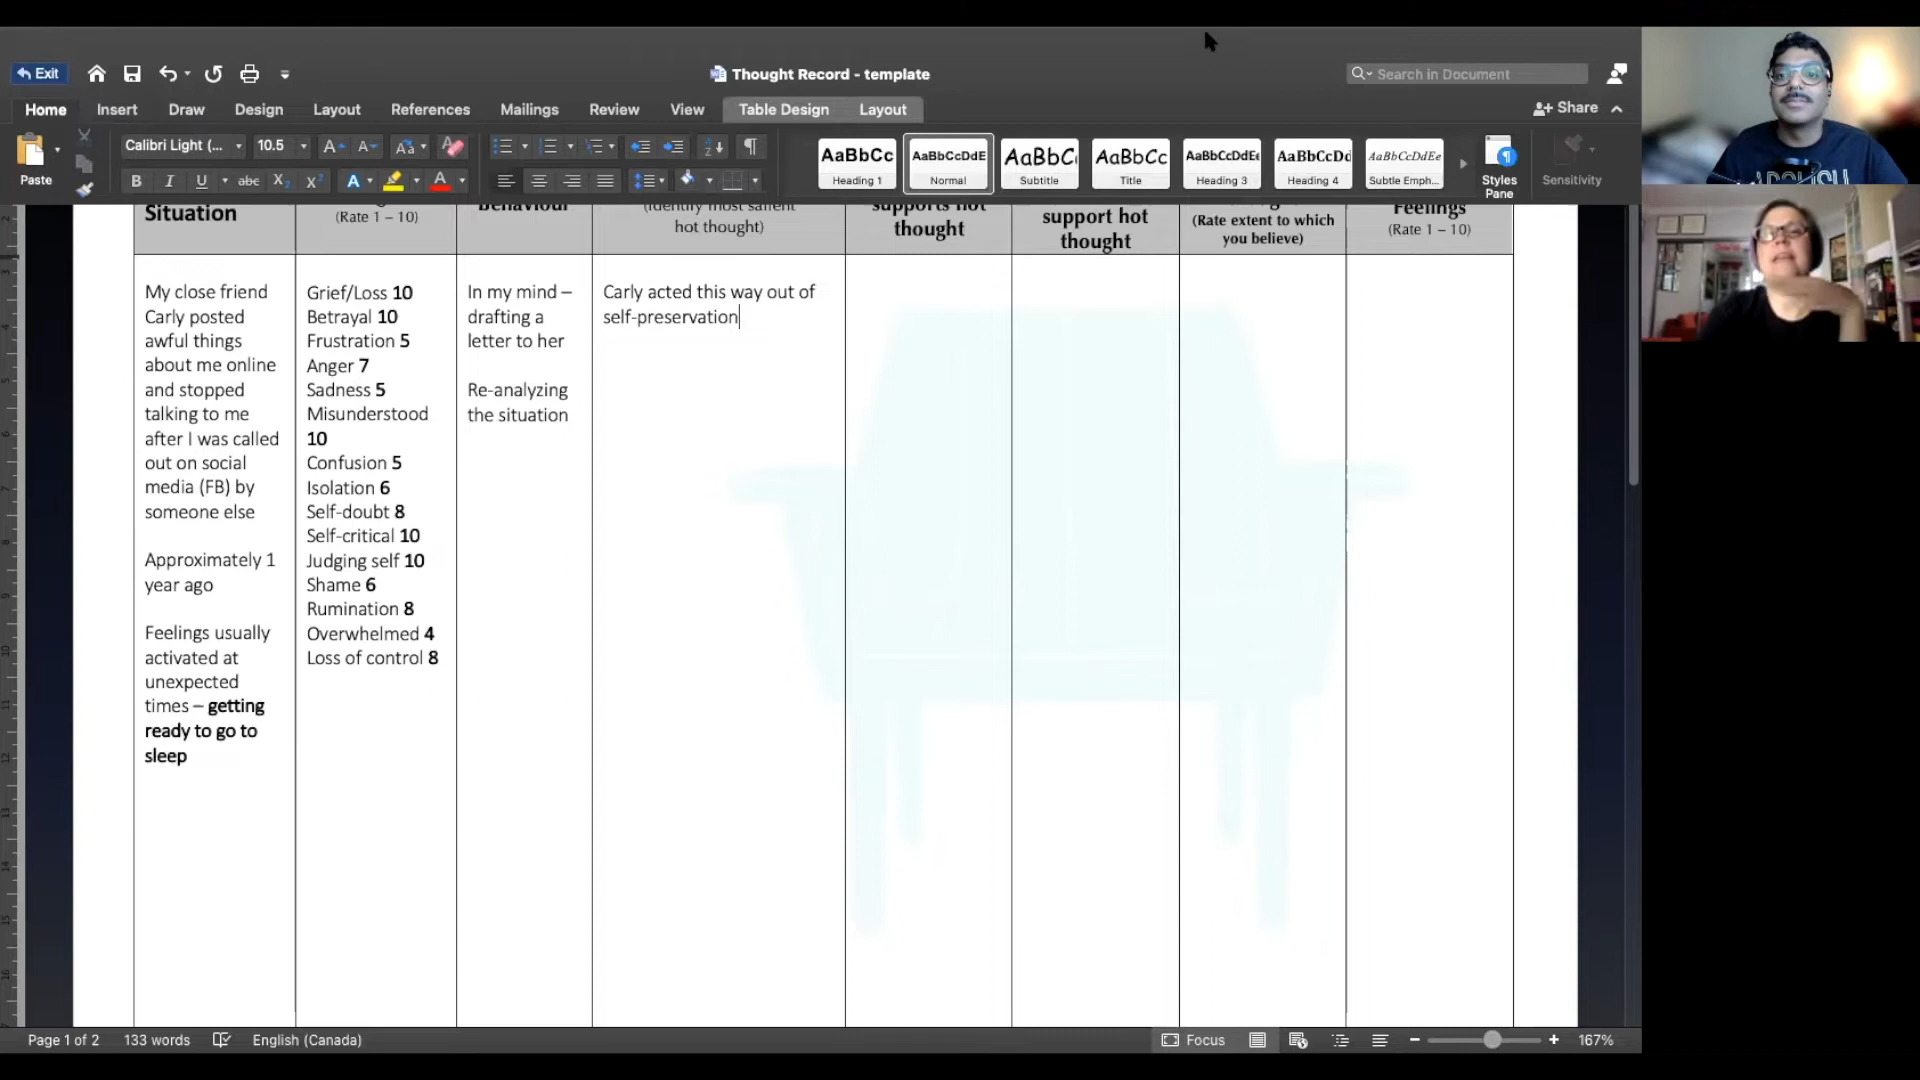 Exit
Thought Record - template
Search in Document
Home
Insert
Draw
Design
Layout
References
Mailings
Review
View
Table Design
Layout
Share
Paste
Calibri Light (...
10.5
AaBbCc
Heading 1
AaBbCcDdE
Normal
AaBbC
Subtitle
AaBbCc
Title
AaBbCcDdEe
Heading 3
AaBbCcDd
Heading 4
AaBbCcDdEe
Subtle Emph...
Styles
Pane
Sensitivity
Situation
(Rate 1 – 10)
behaviour
(Identify most salient
hot thought)
supports hot
thought
support hot
thought
(Rate extent to which
you believe)
Feelings
(Rate 1 – 10)
My close friend
Carly posted
awful things
about me online
and stopped
talking to me
after I was called
out on social
media (FB) by
someone else
Approximately 1
year ago
Feelings usually
activated at
unexpected
times – getting
ready to go to
sleep
Grief/Loss 10
Betrayal 10
Frustration 5
Anger 7
Sadness 5
Misunderstood
10
Confusion 5
Isolation 6
Self-doubt 8
Self-critical 10
Judging self 10
Shame 6
Rumination 8
Overwhelmed 4
Loss of control 8
In my mind –
drafting a
letter to her
Re-analyzing
the situation
Carly acted this way out of
self-preservation
Page 1 of 2
133 words
English (Canada)
Focus
167%